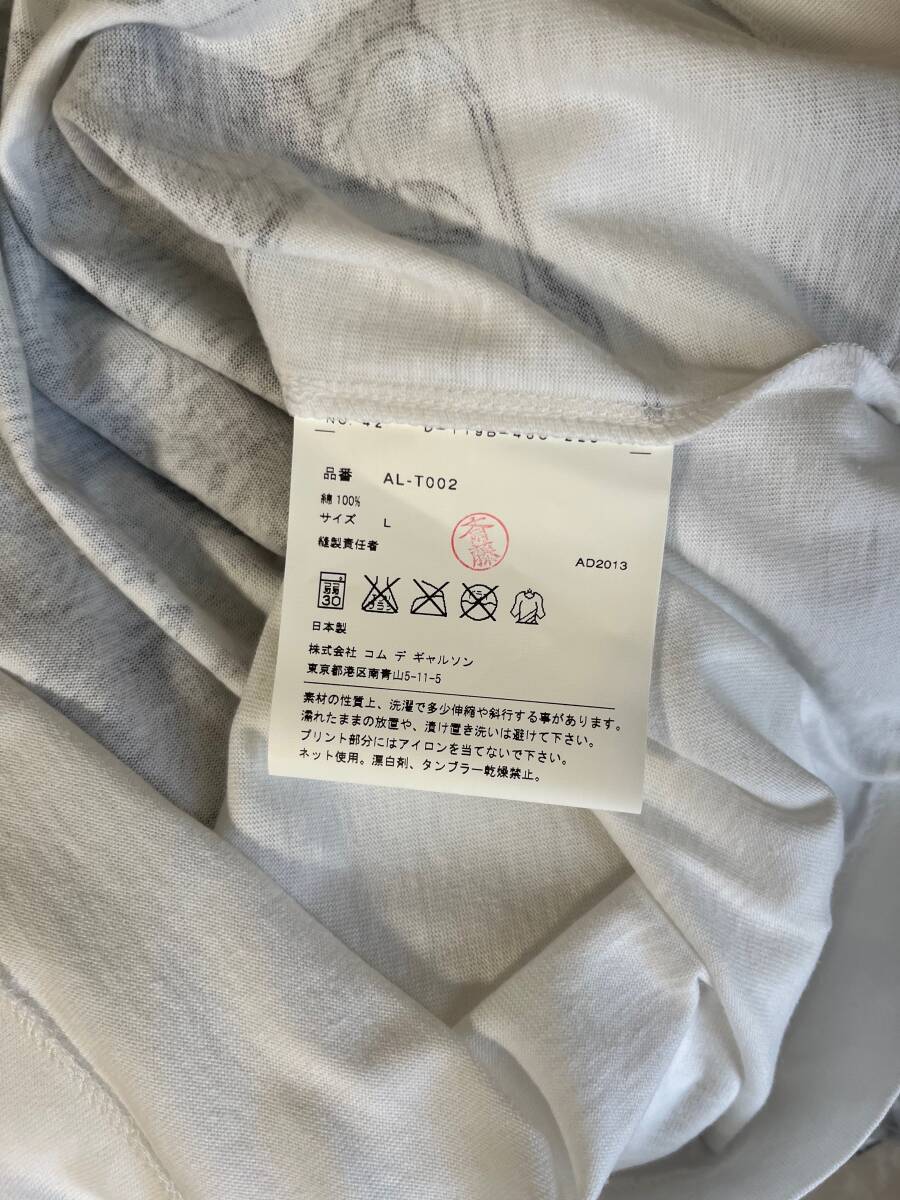 品番 AL-T002
綿100%
サイズ L
縫製責任者 斎藤 AD2013
30
日本製
株式会社 コム デ ギャルソン
東京都港区南青山5-11-5
素材の性質上、洗濯で多少伸縮や斜行する事があります。
濡れたままの放置や、漬け置き洗いは避けて下さい。
プリント部分にはアイロンを当てないで下さい。
ネット使用。漂白剤、タンブラー乾燥禁止。